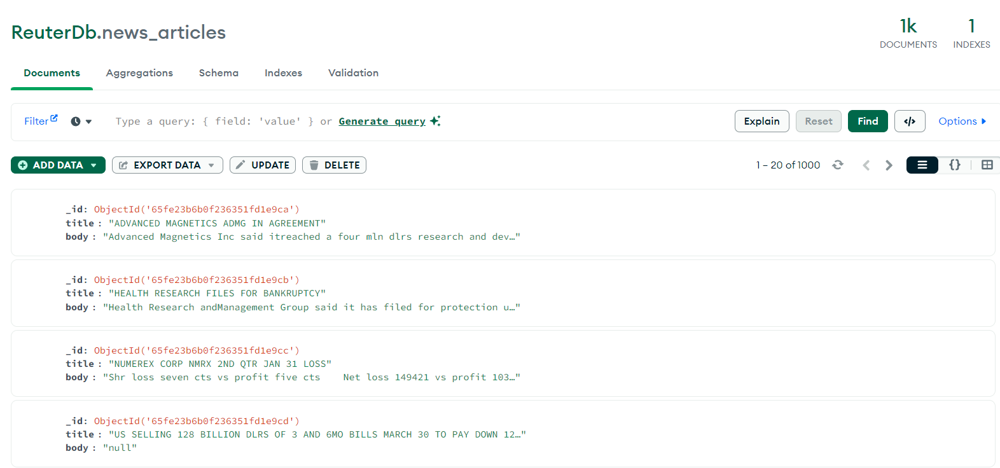 ReuterDb.news_articles
1k
DOCUMENTS
1
INDEXES
Documents Aggregations Schema Indexes Validation
Filter Type a query: { field: 'value' } or Generate query Explain Reset Find </> Options
ADD DATA EXPORT DATA UPDATE DELETE 1 – 20 of 1000 {}
_id: ObjectId('65fe23b6b0f236351fd1e9ca')
title : "ADVANCED MAGNETICS ADMG IN AGREEMENT"
body : "Advanced Magnetics Inc said itreached a four mln dlrs research and dev…"
_id: ObjectId('65fe23b6b0f236351fd1e9cb')
title : "HEALTH RESEARCH FILES FOR BANKRUPTCY"
body : "Health Research andManagement Group said it has filed for protection u…"
_id: ObjectId('65fe23b6b0f236351fd1e9cc')
title : "NUMEREX CORP NMRX 2ND QTR JAN 31 LOSS"
body : "Shr loss seven cts vs profit five cts    Net loss 149421 vs profit 103…"
_id: ObjectId('65fe23b6b0f236351fd1e9cd')
title : "US SELLING 128 BILLION DLRS OF 3 AND 6MO BILLS MARCH 30 TO PAY DOWN 12…"
body : "null"